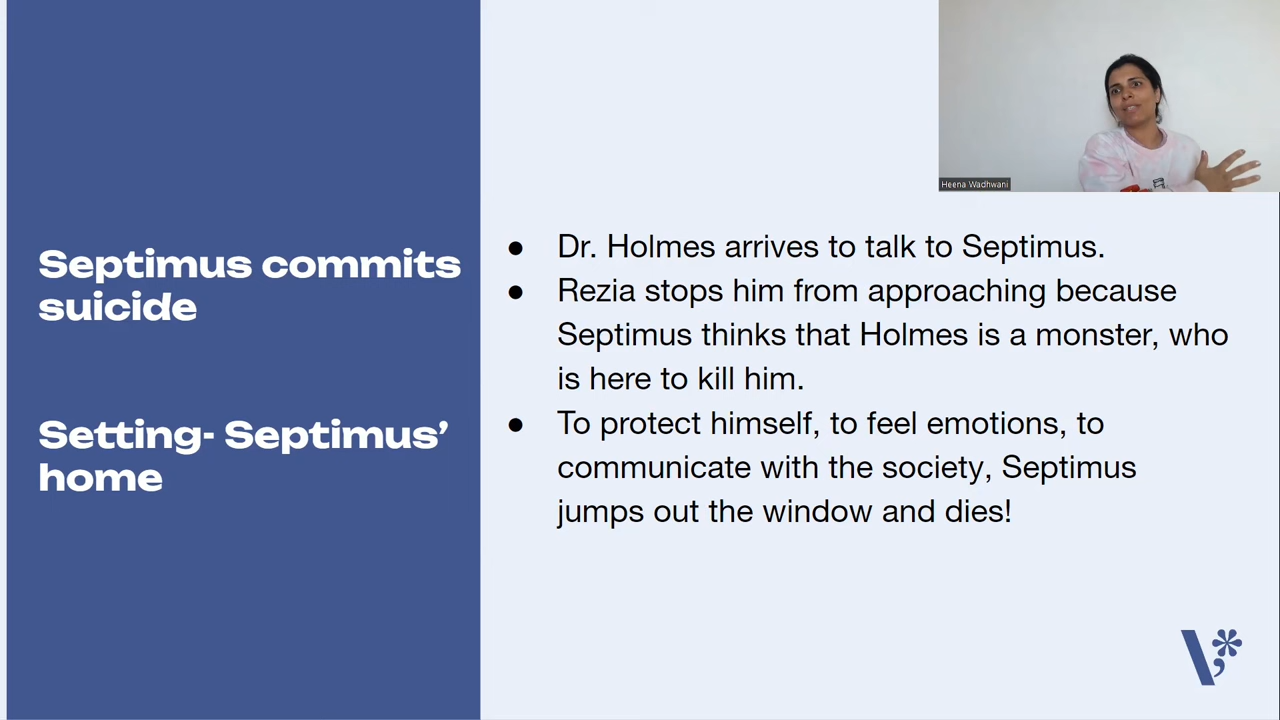 Heena Wadhwani
Septimus commits
suicide
Setting- Septimus’
home
● Dr. Holmes arrives to talk to Septimus.
● Rezia stops him from approaching because
Septimus thinks that Holmes is a monster, who
is here to kill him.
● To protect himself, to feel emotions, to
communicate with the society, Septimus
jumps out the window and dies!